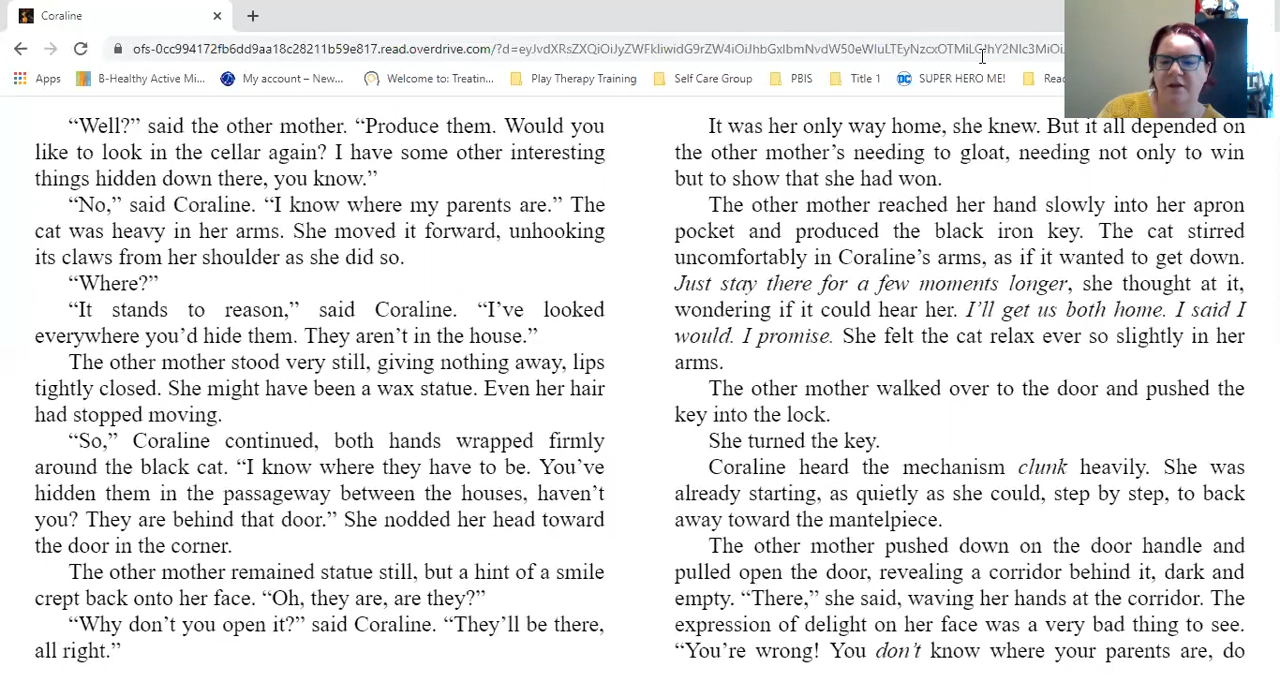 Coraline
ofs-0cc994172fb6dd9aa18c28211b59e817.read.overdrive.com/?d=
Apps
B-Healthy Active Mi...
My account – New...
Welcome to: Treatin...
Play Therapy Training
Self Care Group
PBIS
Title 1
SUPER HERO ME!
“Well?” said the other mother. “Produce them. Would you
like to look in the cellar again? I have some other interesting
things hidden down there, you know.”
“No,” said Coraline. “I know where my parents are.” The
cat was heavy in her arms. She moved it forward, unhooking
its claws from her shoulder as she did so.
“Where?”
“It stands to reason,” said Coraline. “I’ve looked
everywhere you’d hide them. They aren’t in the house.”
The other mother stood very still, giving nothing away, lips
tightly closed. She might have been a wax statue. Even her hair
had stopped moving.
“So,” Coraline continued, both hands wrapped firmly
around the black cat. “I know where they have to be. You’ve
hidden them in the passageway between the houses, haven’t
you? They are behind that door.” She nodded her head toward
the door in the corner.
The other mother remained statue still, but a hint of a smile
crept back onto her face. “Oh, they are, are they?”
“Why don’t you open it?” said Coraline. “They’ll be there,
all right.”
It was her only way home, she knew. But it all depended on
the other mother’s needing to gloat, needing not only to win
but to show that she had won.
The other mother reached her hand slowly into her apron
pocket and produced the black iron key. The cat stirred
uncomfortably in Coraline’s arms, as if it wanted to get down.
Just stay there for a few moments longer, she thought at it,
wondering if it could hear her. I’ll get us both home. I said I
would. I promise. She felt the cat relax ever so slightly in her
arms.
The other mother walked over to the door and pushed the
key into the lock.
She turned the key.
Coraline heard the mechanism clunk heavily. She was
already starting, as quietly as she could, step by step, to back
away toward the mantelpiece.
The other mother pushed down on the door handle and
pulled open the door, revealing a corridor behind it, dark and
empty. “There,” she said, waving her hands at the corridor. The
expression of delight on her face was a very bad thing to see.
“You’re wrong! You don’t know where your parents are, do